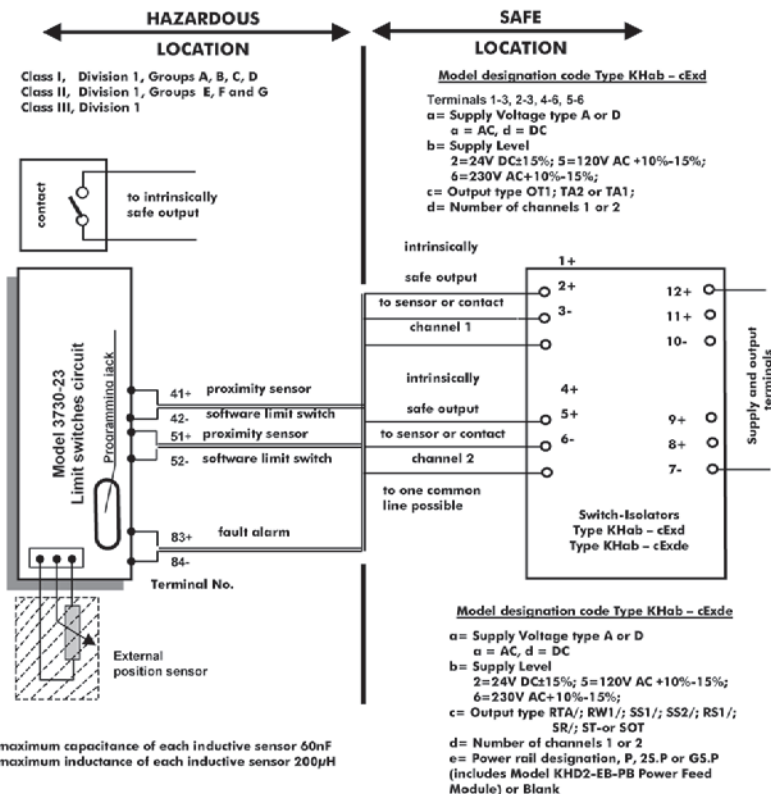 HAZARDOUS
LOCATION
Class I, Division 1, Groups A, B, C, D
Class II, Division 1, Groups E, F and G
Class III, Division 1
contact
to intrinsically
safe output
Model 3730-23
Limit switches circuit
Programming jack
41+ proximity sensor
42- software limit switch
51+ proximity sensor
52- software limit switch
83+ fault alarm
84-
Terminal No.
External
position sensor
maximum capacitance of each inductive sensor 60nF
maximum inductance of each inductive sensor 200µH
SAFE
LOCATION
Model designation code Type KHab – cExd
Terminals 1-3, 2-3, 4-6, 5-6
a= Supply Voltage type A or D
a = AC, d = DC
b= Supply Level
2=24V DC±15%; 5=120V AC +10%-15%;
6=230V AC+10%-15%;
c= Output type OT1; TA2 or TA1;
d= Number of channels 1 or 2
intrinsically
safe output
to sensor or contact
channel 1
intrinsically
safe output
to sensor or contact
channel 2
to one common
line possible
1+
2+
3-
4+
5+
6-
12+
11+
10-
9+
8+
7-
Supply and output
terminals
Switch-Isolators
Type KHab – cExd
Type KHab – cExde
Model designation code Type KHab – cExde
a= Supply Voltage type A or D
a = AC, d = DC
b= Supply Level
2=24V DC±15%; 5=120V AC +10%-15%;
6=230V AC+10%-15%;
c= Output type RTA/; RW1/; SS1/; SS2/; RS1/;
SR/; ST-or SOT
d= Number of channels 1 or 2
e= Power rail designation, P, 2S.P or GS.P
(includes Model KHD2-EB-PB Power Feed
Module) or Blank